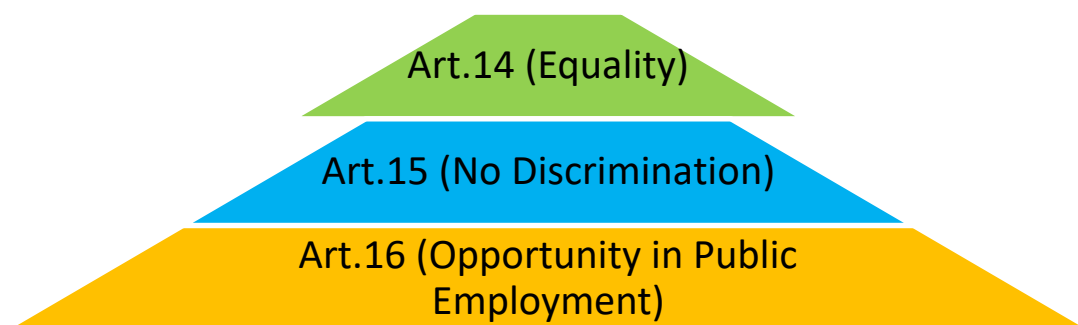 Art.14 (Equality)
Art.15 (No Discrimination)
Art.16 (Opportunity in Public
Employment)